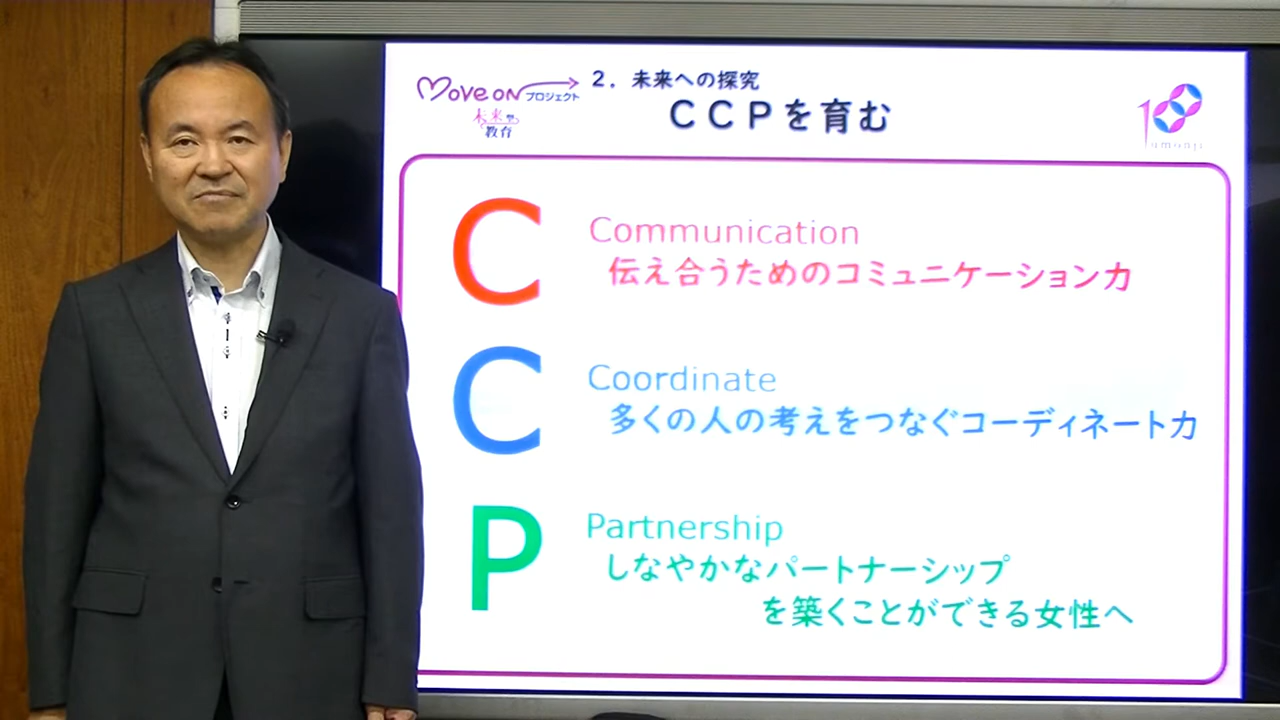 Move on プロジェクト
未来型
教育
2. 未来への探究
CCPを育む
10
Jumonji
C
Communication
伝え合うためのコミュニケーション力
C
Coordinate
多くの人の考えをつなぐコーディネート力
P
Partnership
しなやかなパートナーシップ
を築くことができる女性へ